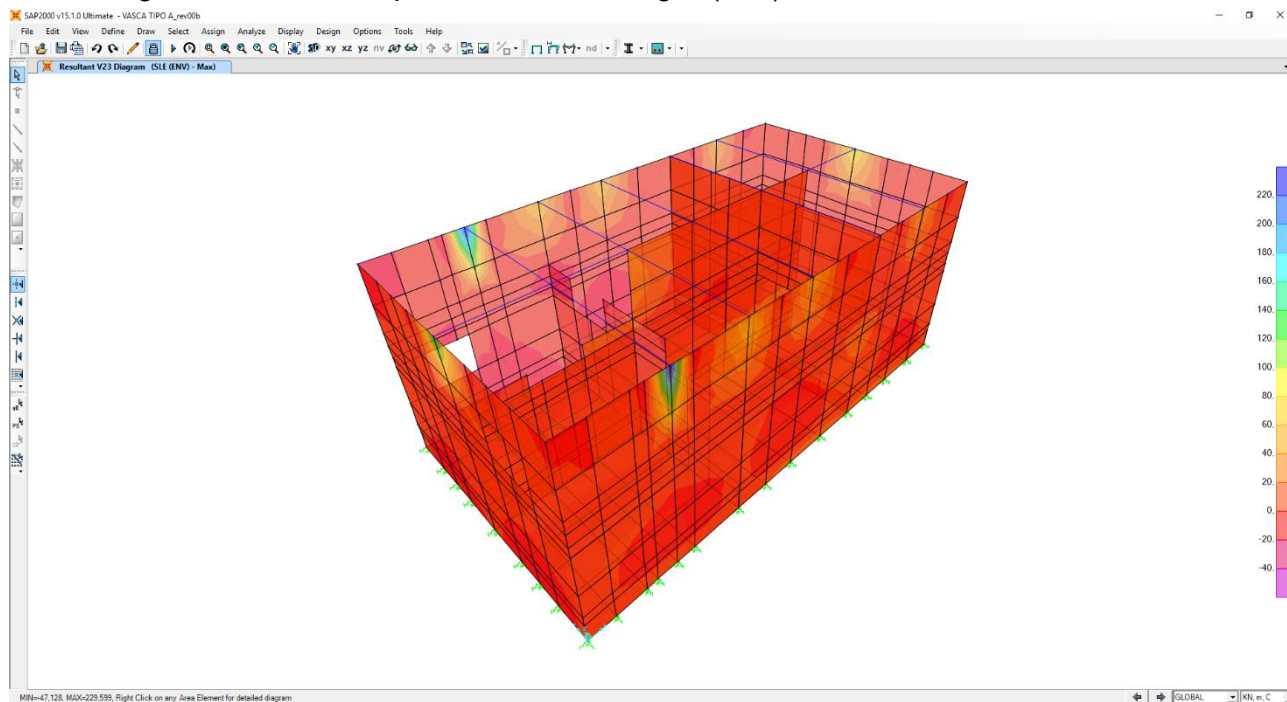 SAP2000 v15.1.0 Ultimate - VASCA TIPO A_rev00b
File Edit View Define Draw Select Assign Analyze Display Design Options Tools Help
xy xz yz nv nd
Resultant V23 Diagram (SLE (ENV) - Max)
220.
200.
180.
160.
140.
120.
100.
80.
60.
40.
20.
0.
-20.
-40.
MIN=-47,128, MAX=229,599, Right Click on any Area Element for detailed diagram
GLOBAL KN, m, C